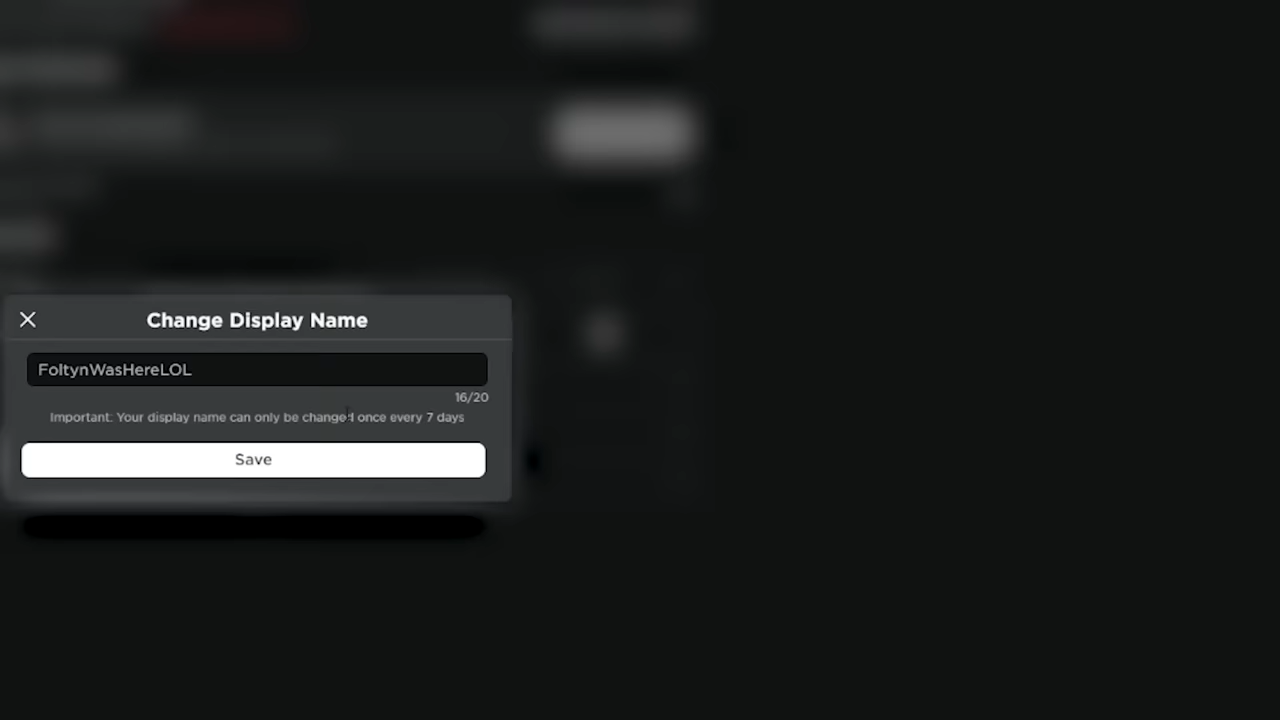 Change Display Name
FoltynWasHereLOL
16/20
Important: Your display name can only be changed once every 7 days
Save